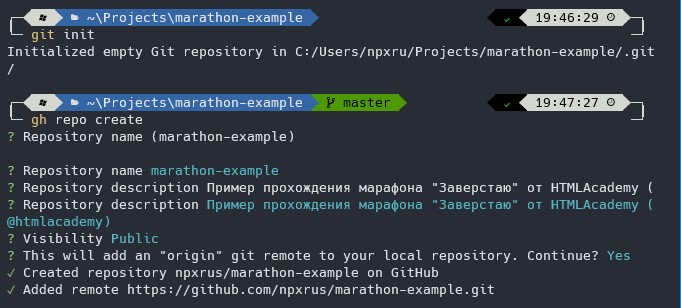 ~\Projects\marathon-example 19:46:29
git init
Initialized empty Git repository in C:/Users/npxru/Projects/marathon-example/.git
/
~\Projects\marathon-example master 19:47:27
gh repo create
? Repository name (marathon-example)
? Repository name marathon-example
? Repository description Пример прохождения марафона "Заверстаю" от HTMLAcademy (
? Repository description Пример прохождения марафона "Заверстаю" от HTMLAcademy (
@htmlacademy)
? Visibility Public
? This will add an "origin" git remote to your local repository. Continue? Yes
✓ Created repository npxrus/marathon-example on GitHub
✓ Added remote https://github.com/npxrus/marathon-example.git